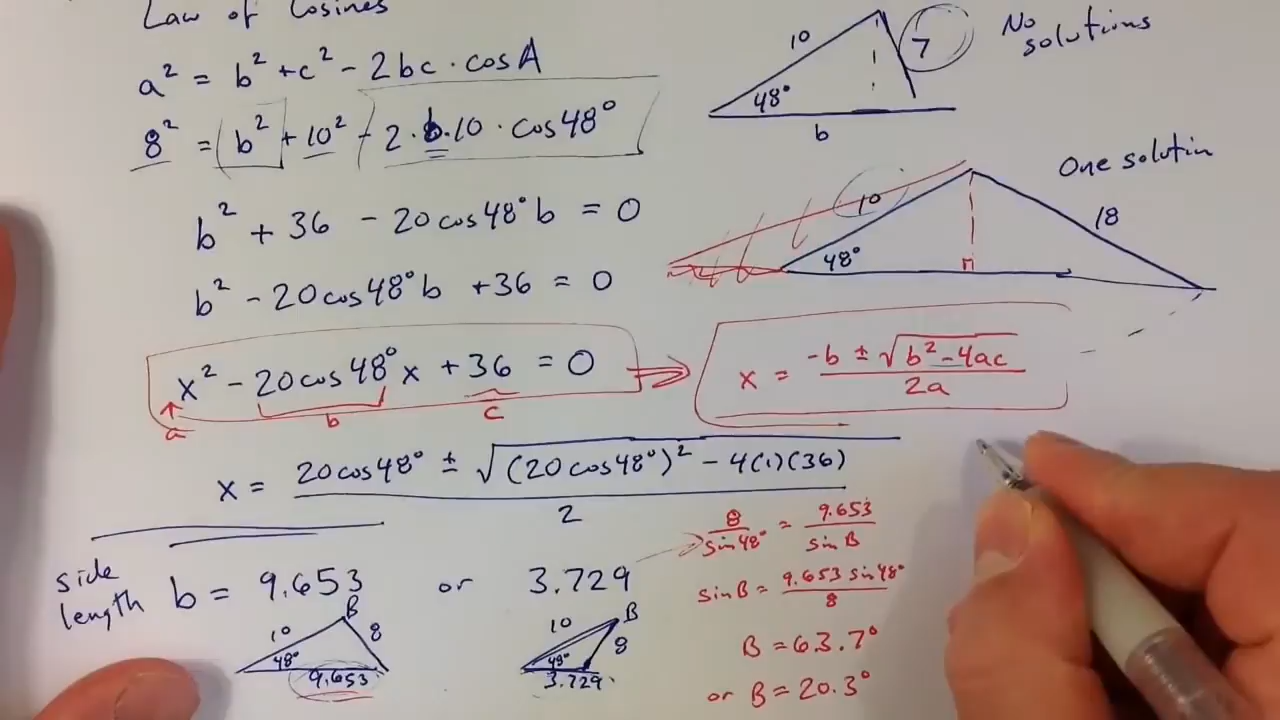 Law of Cosines
a² = b² + c² - 2bc · cos A
8² = b² + 10² - 2 · b · 10 · cos 48°
b² + 36 - 20 cos 48° b = 0
b² - 20 cos 48° b + 36 = 0
x² - 20 cos 48° x + 36 = 0
a
b
c
x = (-b ± √(b² - 4ac)) / 2a
x = (20 cos 48° ± √((20 cos 48°)² - 4(1)(36))) / 2
side
length b = 9.653 or 3.729
10
B
8
48°
9.653
10
B
8
48°
3.729
8 / sin 48° = 9.653 / sin B
sin B = 9.653 sin 48° / 8
B = 63.7°
or B = 20.3°
10
7
48°
b
No
solutions
One solutin
10
18
48°